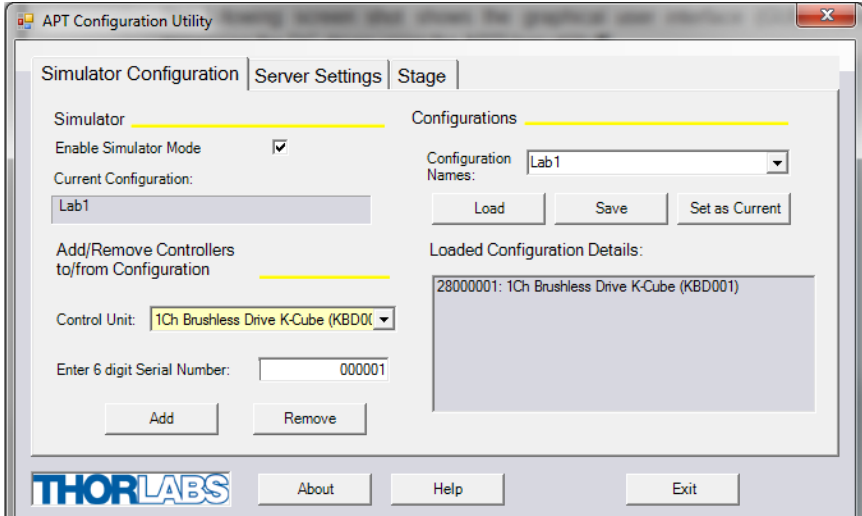 APT Configuration Utility
Simulator Configuration
Server Settings
Stage
Simulator
Enable Simulator Mode
Current Configuration:
Lab1
Add/Remove Controllers
to/from Configuration
Control Unit:
1Ch Brushless Drive K-Cube (KBD00
Enter 6 digit Serial Number:
000001
Add
Remove
Configurations
Configuration
Names:
Lab1
Load
Save
Set as Current
Loaded Configuration Details:
28000001: 1Ch Brushless Drive K-Cube (KBD001)
THORLABS
About
Help
Exit